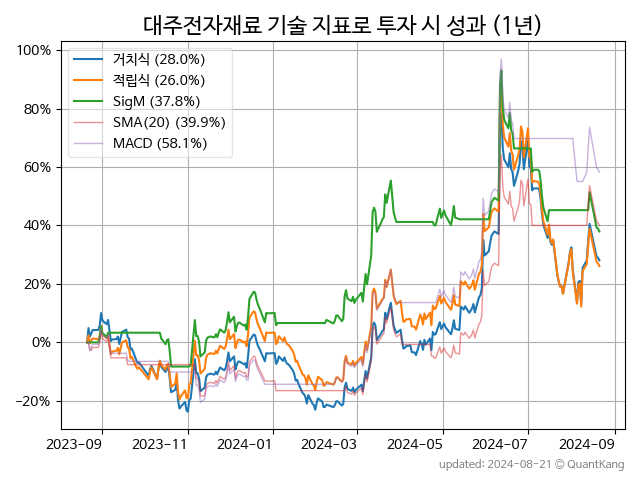 대주전자재료 기술 지표로 투자 시 성과 (1년)
100%
80%
60%
40%
20%
0%
−20%
거치식 (28.0%)
적립식 (26.0%)
SigM (37.8%)
SMA(20) (39.9%)
MACD (58.1%)
2023-09 2023-11 2024-01 2024-03 2024-05 2024-07 2024-09
updated: 2024-08-21 © QuantKang